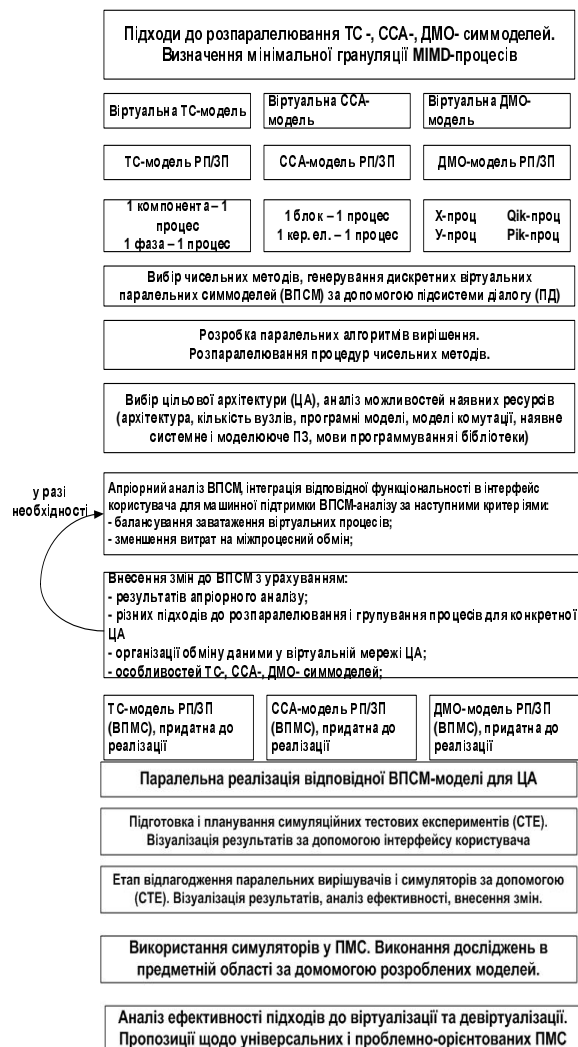 Підходи до розпаралелювання ТС -, ССА-, ДМО- симмоделей.
Визначення мінімальної грануляції MIMD-процесів
Віртуальна ТС-модель
Віртуальна ССА-
модель
Віртуальна ДМО-
модель
ТС-модель РП/ЗП
ССА-модель РП/ЗП
ДМО-модель РП/ЗП
1 компонента – 1
процес
1 фаза – 1 процес
1 блок – 1 процес
1 кер. ел. – 1 процес
Х-проц Qik-проц
У-проц Pik-проц
Вибір чисельних методів, генерування дискретних віртуальних
паралельних симмоделей (ВПСМ) за допомогою підсистеми діалогу (ПД)
Розробка паралельних алгоритмів вирішення.
Розпаралелювання процедур чисельних методів.
Вибір цільової архітектури (ЦА), аналіз можливостей наявних ресурсів
(архітектура, кількість вузлів, програмні моделі, моделі комутації, наявне
системне і моделююче ПЗ, мови программування і бібліотеки)
у разі
необхідності
Апріорний аналіз ВПСМ, інтеграція відповідної функціональності в інтерфейс
користувача для машинної підтримки ВПСМ-аналізу за наступними критеріями:
- балансування заватаження віртуальних процесів;
- зменшення витрат на міжпроцесний обмін;
Внесення змін до ВПСМ з урахуванням:
- результатів апріорного аналізу;
- різних підходів до розпаралелювання і групування процесів для конкретної
ЦА
- організації обміну даними у віртуальній мережі ЦА;
- особливостей ТС-, ССА-, ДМО- симмоделей;
ТС-модель РП/ЗП
(ВПМС), придатна до
реалізації
ССА-модель РП/ЗП
(ВПМС), придатна до
реалізації
ДМО-модель РП/ЗП
(ВПМС), придатна до
реалізації
Паралельна реалізація відповідної ВПСМ-моделі для ЦА
Підготовка і планування симуляційних тестових експериментів (СТЕ).
Візуалізація результатів за допомогою інтерфейсу користувача
Етап відлагодження паралельних вирішувачів і симуляторів за допомогою
(СТЕ). Візуалізація результатів, аналіз ефективності, внесення змін.
Використання симуляторів у ПМС. Виконання досліджень в
предметній області за домомогою розроблених моделей.
Аналіз ефективності підходів до віртуалізації та девіртуалізації.
Пропозиції щодо універсальних і проблемно-орієнтованих ПМС